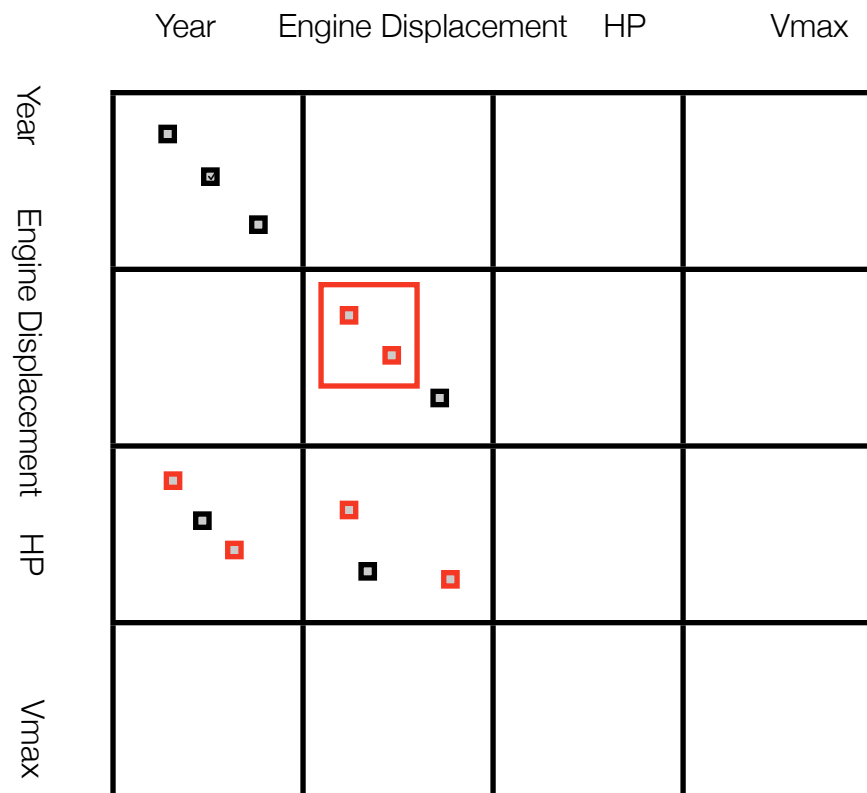 Year Engine Displacement HP Vmax
Year
Engine Displacement
HP
Vmax